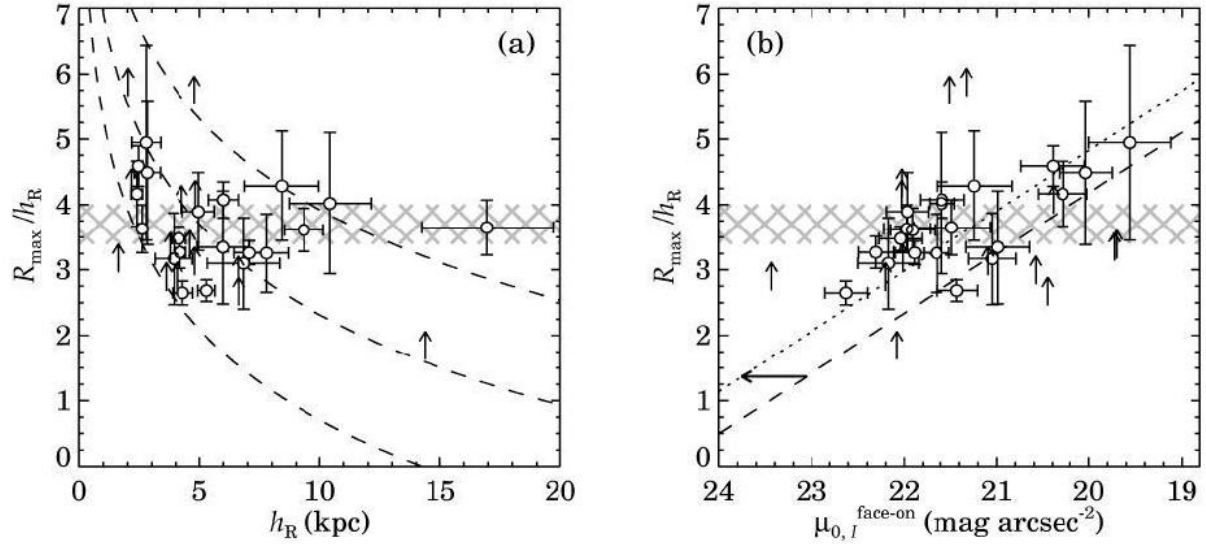 7
6
5
4
3
2
1
0
R_max/h_R
(a)
0 5 10 15 20
h_R (kpc)
7
6
5
4
3
2
1
0
R_max/h_R
(b)
24 23 22 21 20 19
μ_{0, I}^{face-on} (mag arcsec^{-2})